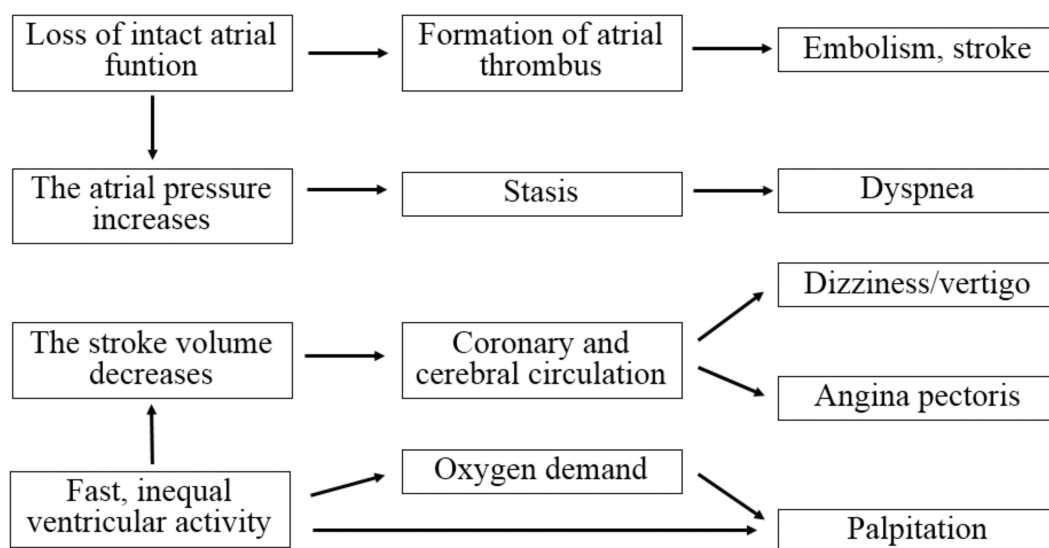 Loss of intact atrial
funtion
Formation of atrial
thrombus
Embolism, stroke
The atrial pressure
increases
Stasis
Dyspnea
Dizziness/vertigo
The stroke volume
decreases
Coronary and
cerebral circulation
Angina pectoris
Oxygen demand
Fast, inequal
ventricular activity
Palpitation